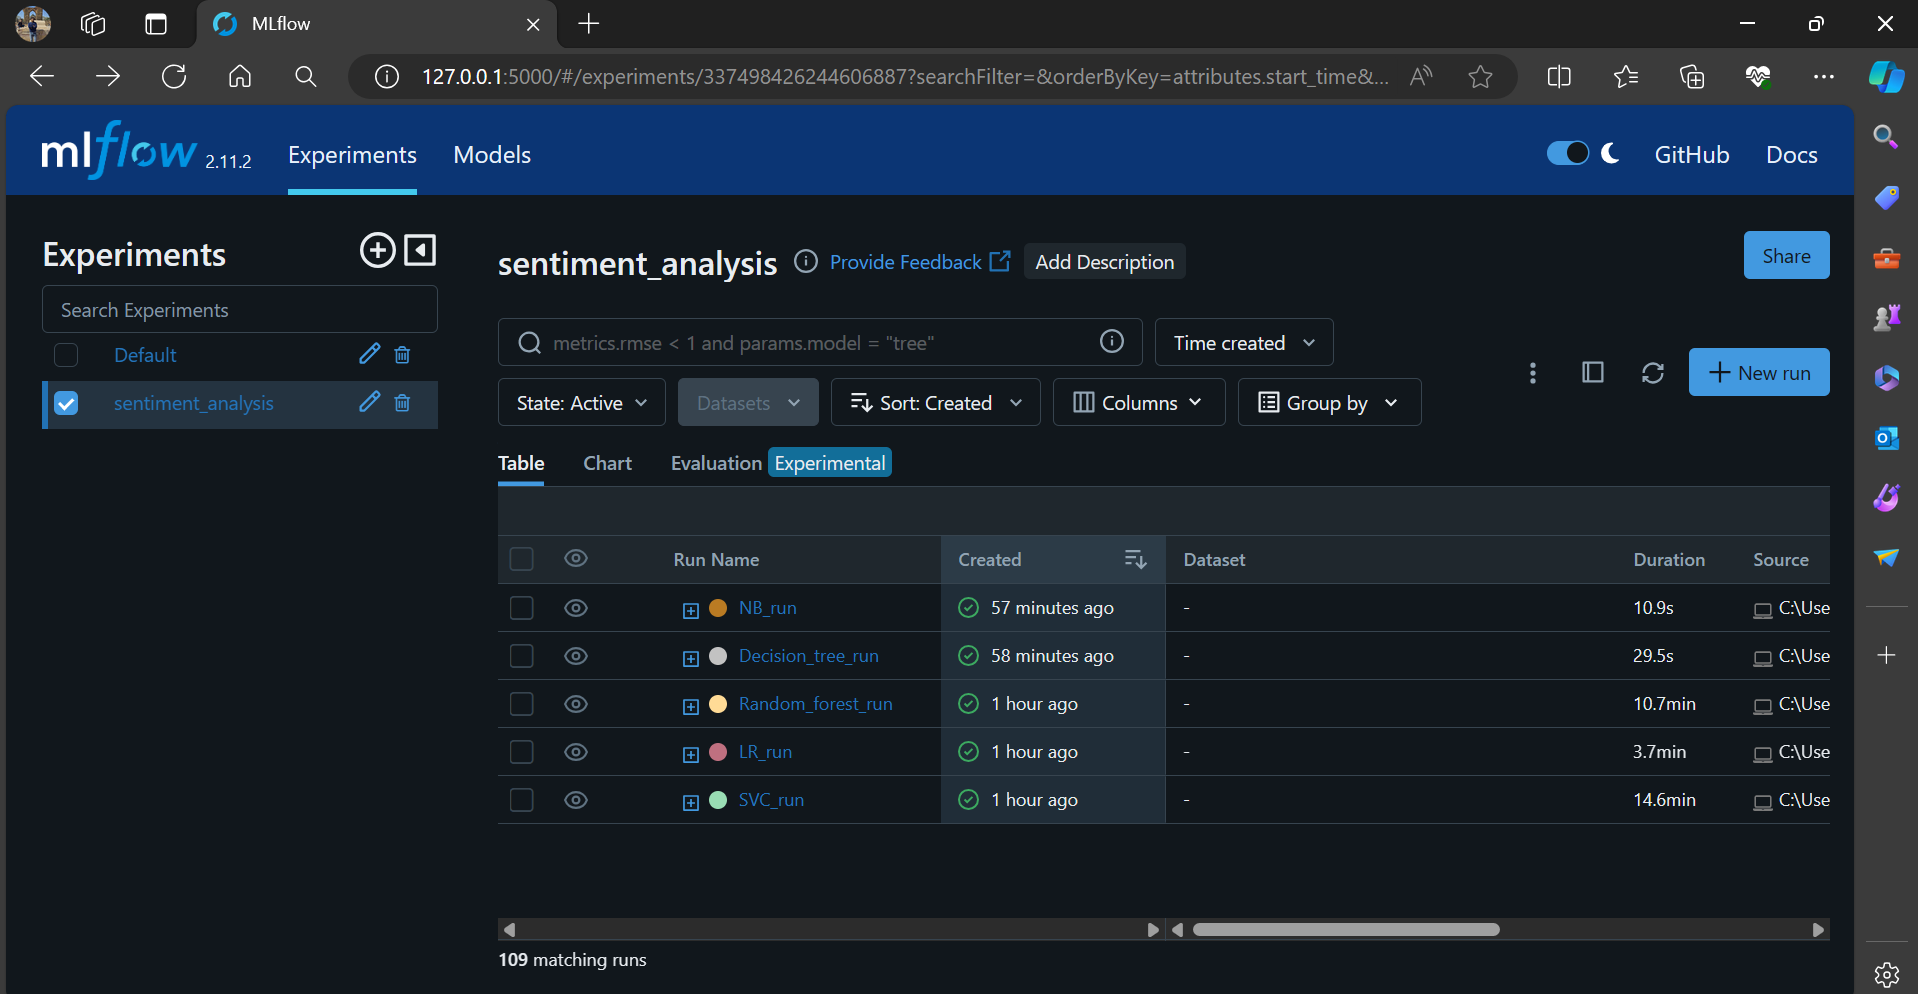 MLflow
127.0.0.1:5000/#/experiments/337498426244606887?searchFilter=&orderByKey=attributes.start_time&...
mlflow 2.11.2 Experiments Models GitHub Docs
Experiments
Search Experiments
Default
sentiment_analysis
sentiment_analysis Provide Feedback Add Description Share
metrics.rmse < 1 and params.model = "tree" Time created
State: Active Datasets Sort: Created Columns Group by New run
Table Chart Evaluation Experimental
Run Name Created Dataset Duration Source
NB_run 57 minutes ago - 10.9s C:\Use
Decision_tree_run 58 minutes ago - 29.5s C:\Use
Random_forest_run 1 hour ago - 10.7min C:\Use
LR_run 1 hour ago - 3.7min C:\Use
SVC_run 1 hour ago - 14.6min C:\Use
109 matching runs